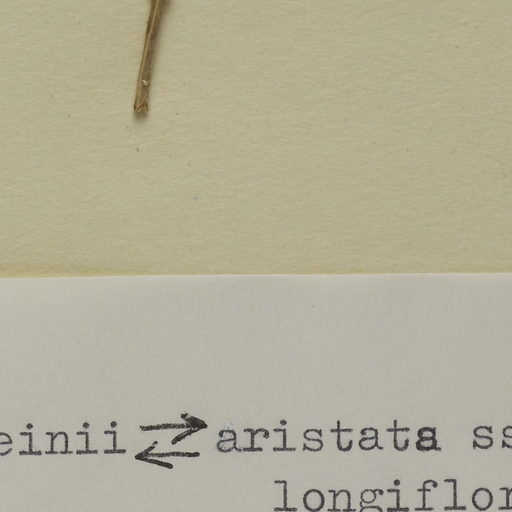 einii ⇄ aristata ss
longiflor